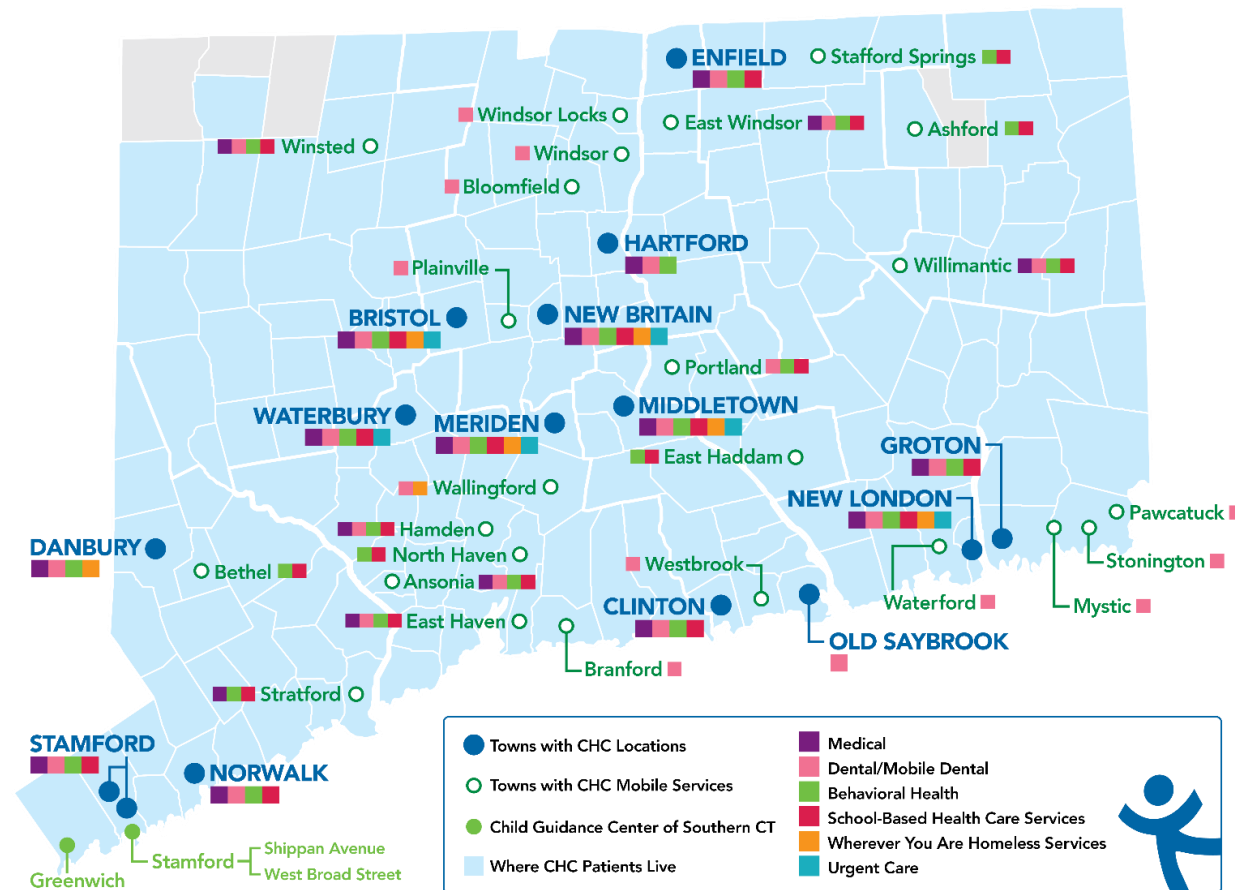 ENFIELD
Stafford Springs
Windsor Locks
East Windsor
Ashford
Winsted
Windsor
Bloomfield
HARTFORD
Willimantic
Plainville
BRISTOL
NEW BRITAIN
Portland
WATERBURY
MERIDEN
MIDDLETOWN
GROTON
East Haddam
Wallingford
NEW LONDON
Pawcatuck
Hamden
DANBURY
North Haven
Bethel
Ansonia
Westbrook
Stonington
CLINTON
Waterford
Mystic
East Haven
OLD SAYBROOK
Branford
Stratford
STAMFORD
NORWALK
Greenwich
Stamford
Shippan Avenue
West Broad Street
Towns with CHC Locations
Towns with CHC Mobile Services
Child Guidance Center of Southern CT
Where CHC Patients Live
Medical
Dental/Mobile Dental
Behavioral Health
School-Based Health Care Services
Wherever You Are Homeless Services
Urgent Care